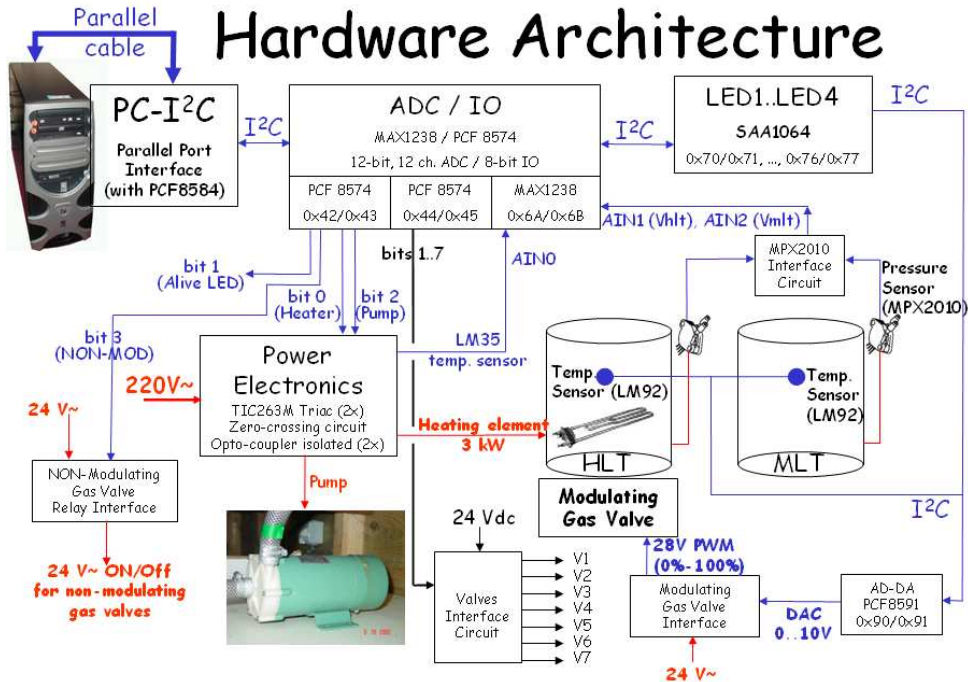 Hardware Architecture
Parallel
cable
PC-I²C
Parallel Port
Interface
(with PCF8584)
I²C
ADC / IO
MAX1238 / PCF 8574
12-bit, 12 ch. ADC / 8-bit IO
PCF 8574
0x42/0x43
PCF 8574
0x44/0x45
MAX1238
0x6A/0x6B
I²C
LED1..LED4
SAA1064
0x70/0x71, ..., 0x76/0x77
I²C
AIN1 (Vhlt), AIN2 (Vmlt)
bits 1..7
AIN0
bit 1
(Alive LED)
bit 0
(Heater)
bit 2
(Pump)
bit 3
(NON-MOD)
LM35
temp. sensor
MPX2010
Interface
Circuit
Pressure
Sensor
(MPX2010)
Power
Electronics
TIC263M Triac (2x)
Zero-crossing circuit
Opto-coupler isolated (2x)
220V~
24 V~
Heating element
3 kW
Temp.
Sensor (LM92)
HLT
Temp.
Sensor
(LM92)
MLT
NON-Modulating
Gas Valve
Relay Interface
24 V~ ON/Off
for non-modulating
gas valves
Pump
24 Vdc
Valves
Interface
Circuit
V1
V2
V3
V4
V5
V6
V7
Modulating
Gas Valve
28V PWM
(0%-100%)
Modulating
Gas Valve
Interface
24 V~
DAC
0..10V
AD-DA
PCF8591
0x90/0x91
I²C